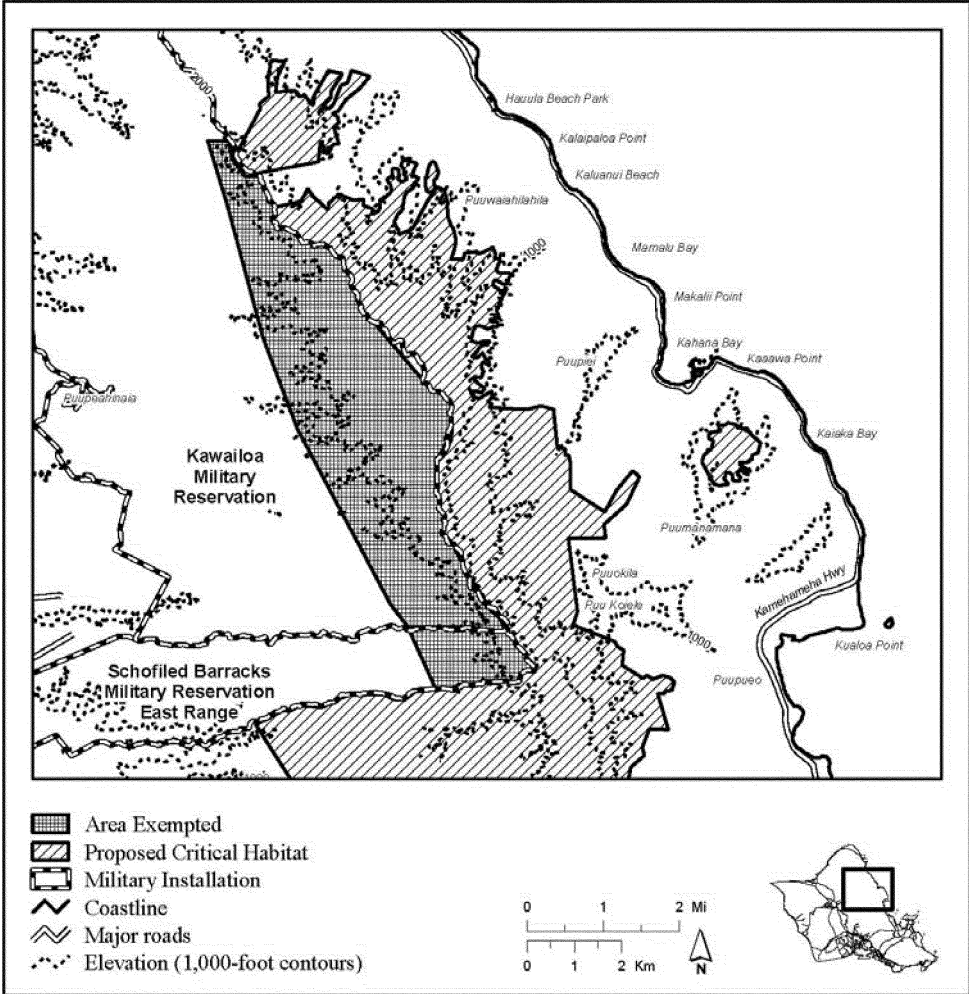 2000
Hauula Beach Park
Kalaipaloa Point
Kaluanui Beach
Puuwaiahilahila
1000
Mamalu Bay
Makalii Point
Kahana Bay
Puupiei
Kaaawa Point
Puupeahinaia
Kaiaka Bay
Kawailoa
Military
Reservation
Puumanamana
Puuokila
Kamehameha Hwy
Puu Koiele
1000
Kualoa Point
Schofiled Barracks
Military Reservation
East Range
Puupueo
1000
Area Exempted
Proposed Critical Habitat
Military Installation
Coastline
Major roads
Elevation (1,000-foot contours)
0 1 2 Mi
0 1 2 Km
N